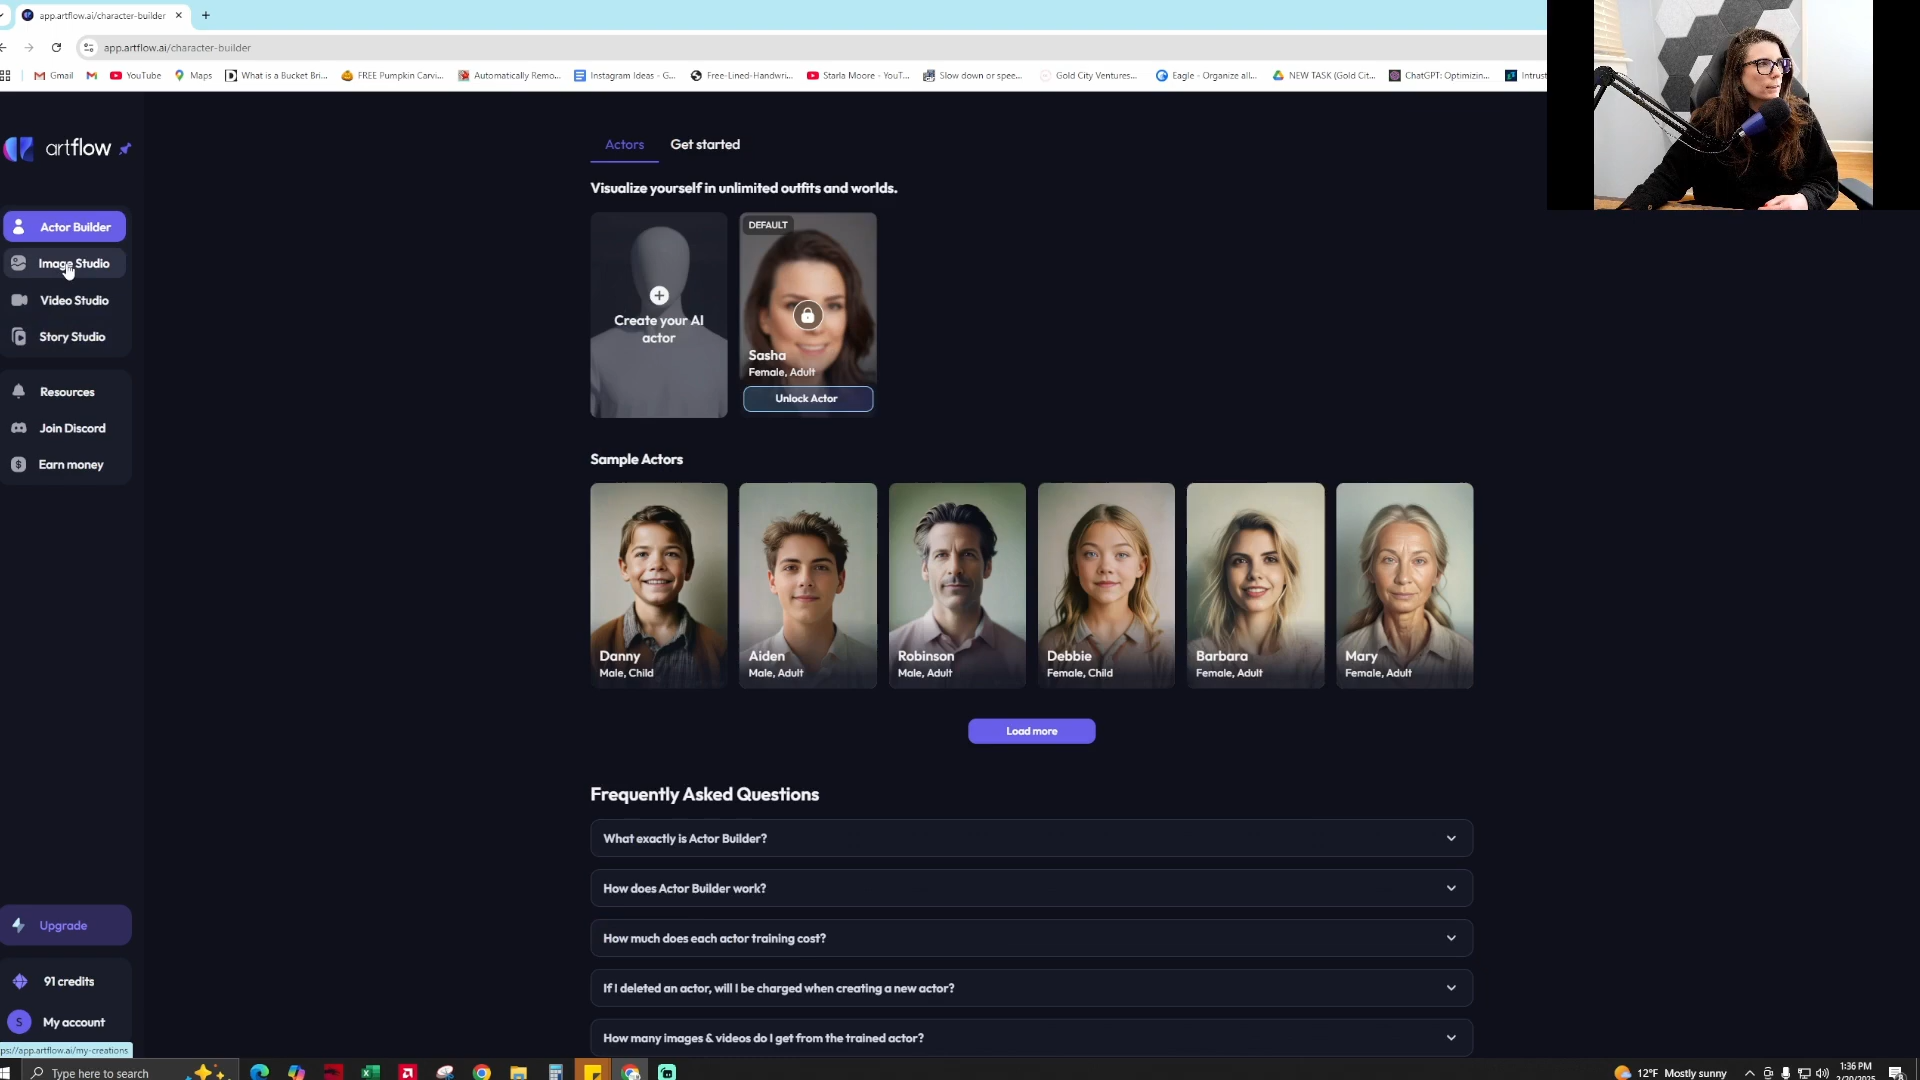 app.artflow.ai/character-builder
app.artflow.ai/character-builder
Gmail
YouTube
Maps
What is a Bucket Bri...
FREE Pumpkin Carvi...
Automatically Remo...
Instagram Ideas - G...
Free-Lined-Handwri...
Starla Moore - YouT...
Slow down or spee...
Gold City Ventures...
Eagle - Organize all...
NEW TASK (Gold Cit...
ChatGPT: Optimizin...
Intrust
artflow
Actor Builder
Image Studio
Video Studio
Story Studio
Resources
Join Discord
Earn money
Upgrade
91 credits
S My account
ps://app.artflow.ai/my-creations
Actors Get started
Visualize yourself in unlimited outfits and worlds.
Create your AI
actor
DEFAULT
Sasha
Female, Adult
Unlock Actor
Sample Actors
Danny
Male, Child
Aiden
Male, Adult
Robinson
Male, Adult
Debbie
Female, Child
Barbara
Female, Adult
Mary
Female, Adult
Load more
Frequently Asked Questions
What exactly is Actor Builder?
How does Actor Builder work?
How much does each actor training cost?
If I deleted an actor, will I be charged when creating a new actor?
How many images & videos do I get from the trained actor?
Type here to search
12°F Mostly sunny
1:36 PM